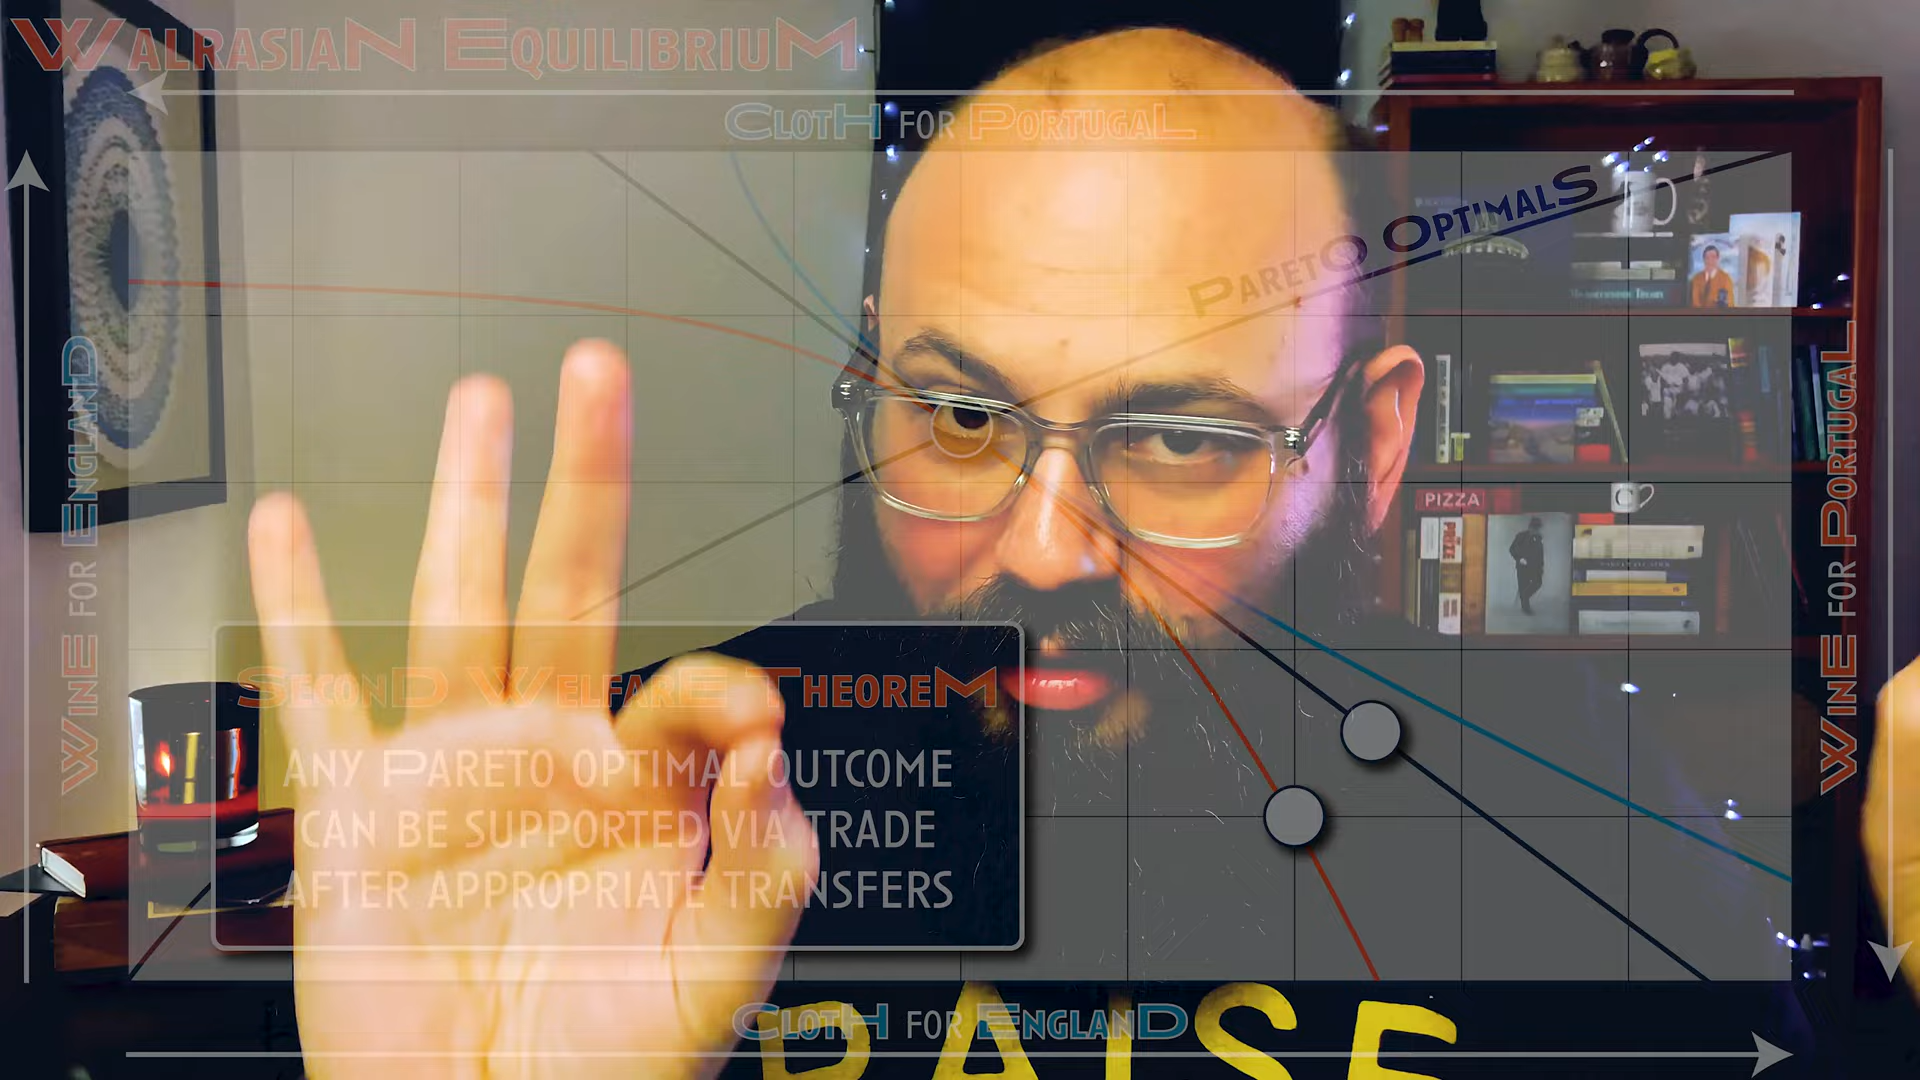 Walrasian Equilibrium
Cloth for Portugal
Pareto Optimals
Wine for England
Wine for Portugal
PIZZA
Second Welfare Theorem
any Pareto optimal outcome
can be supported via trade
after appropriate transfers
Cloth for England
RAISE